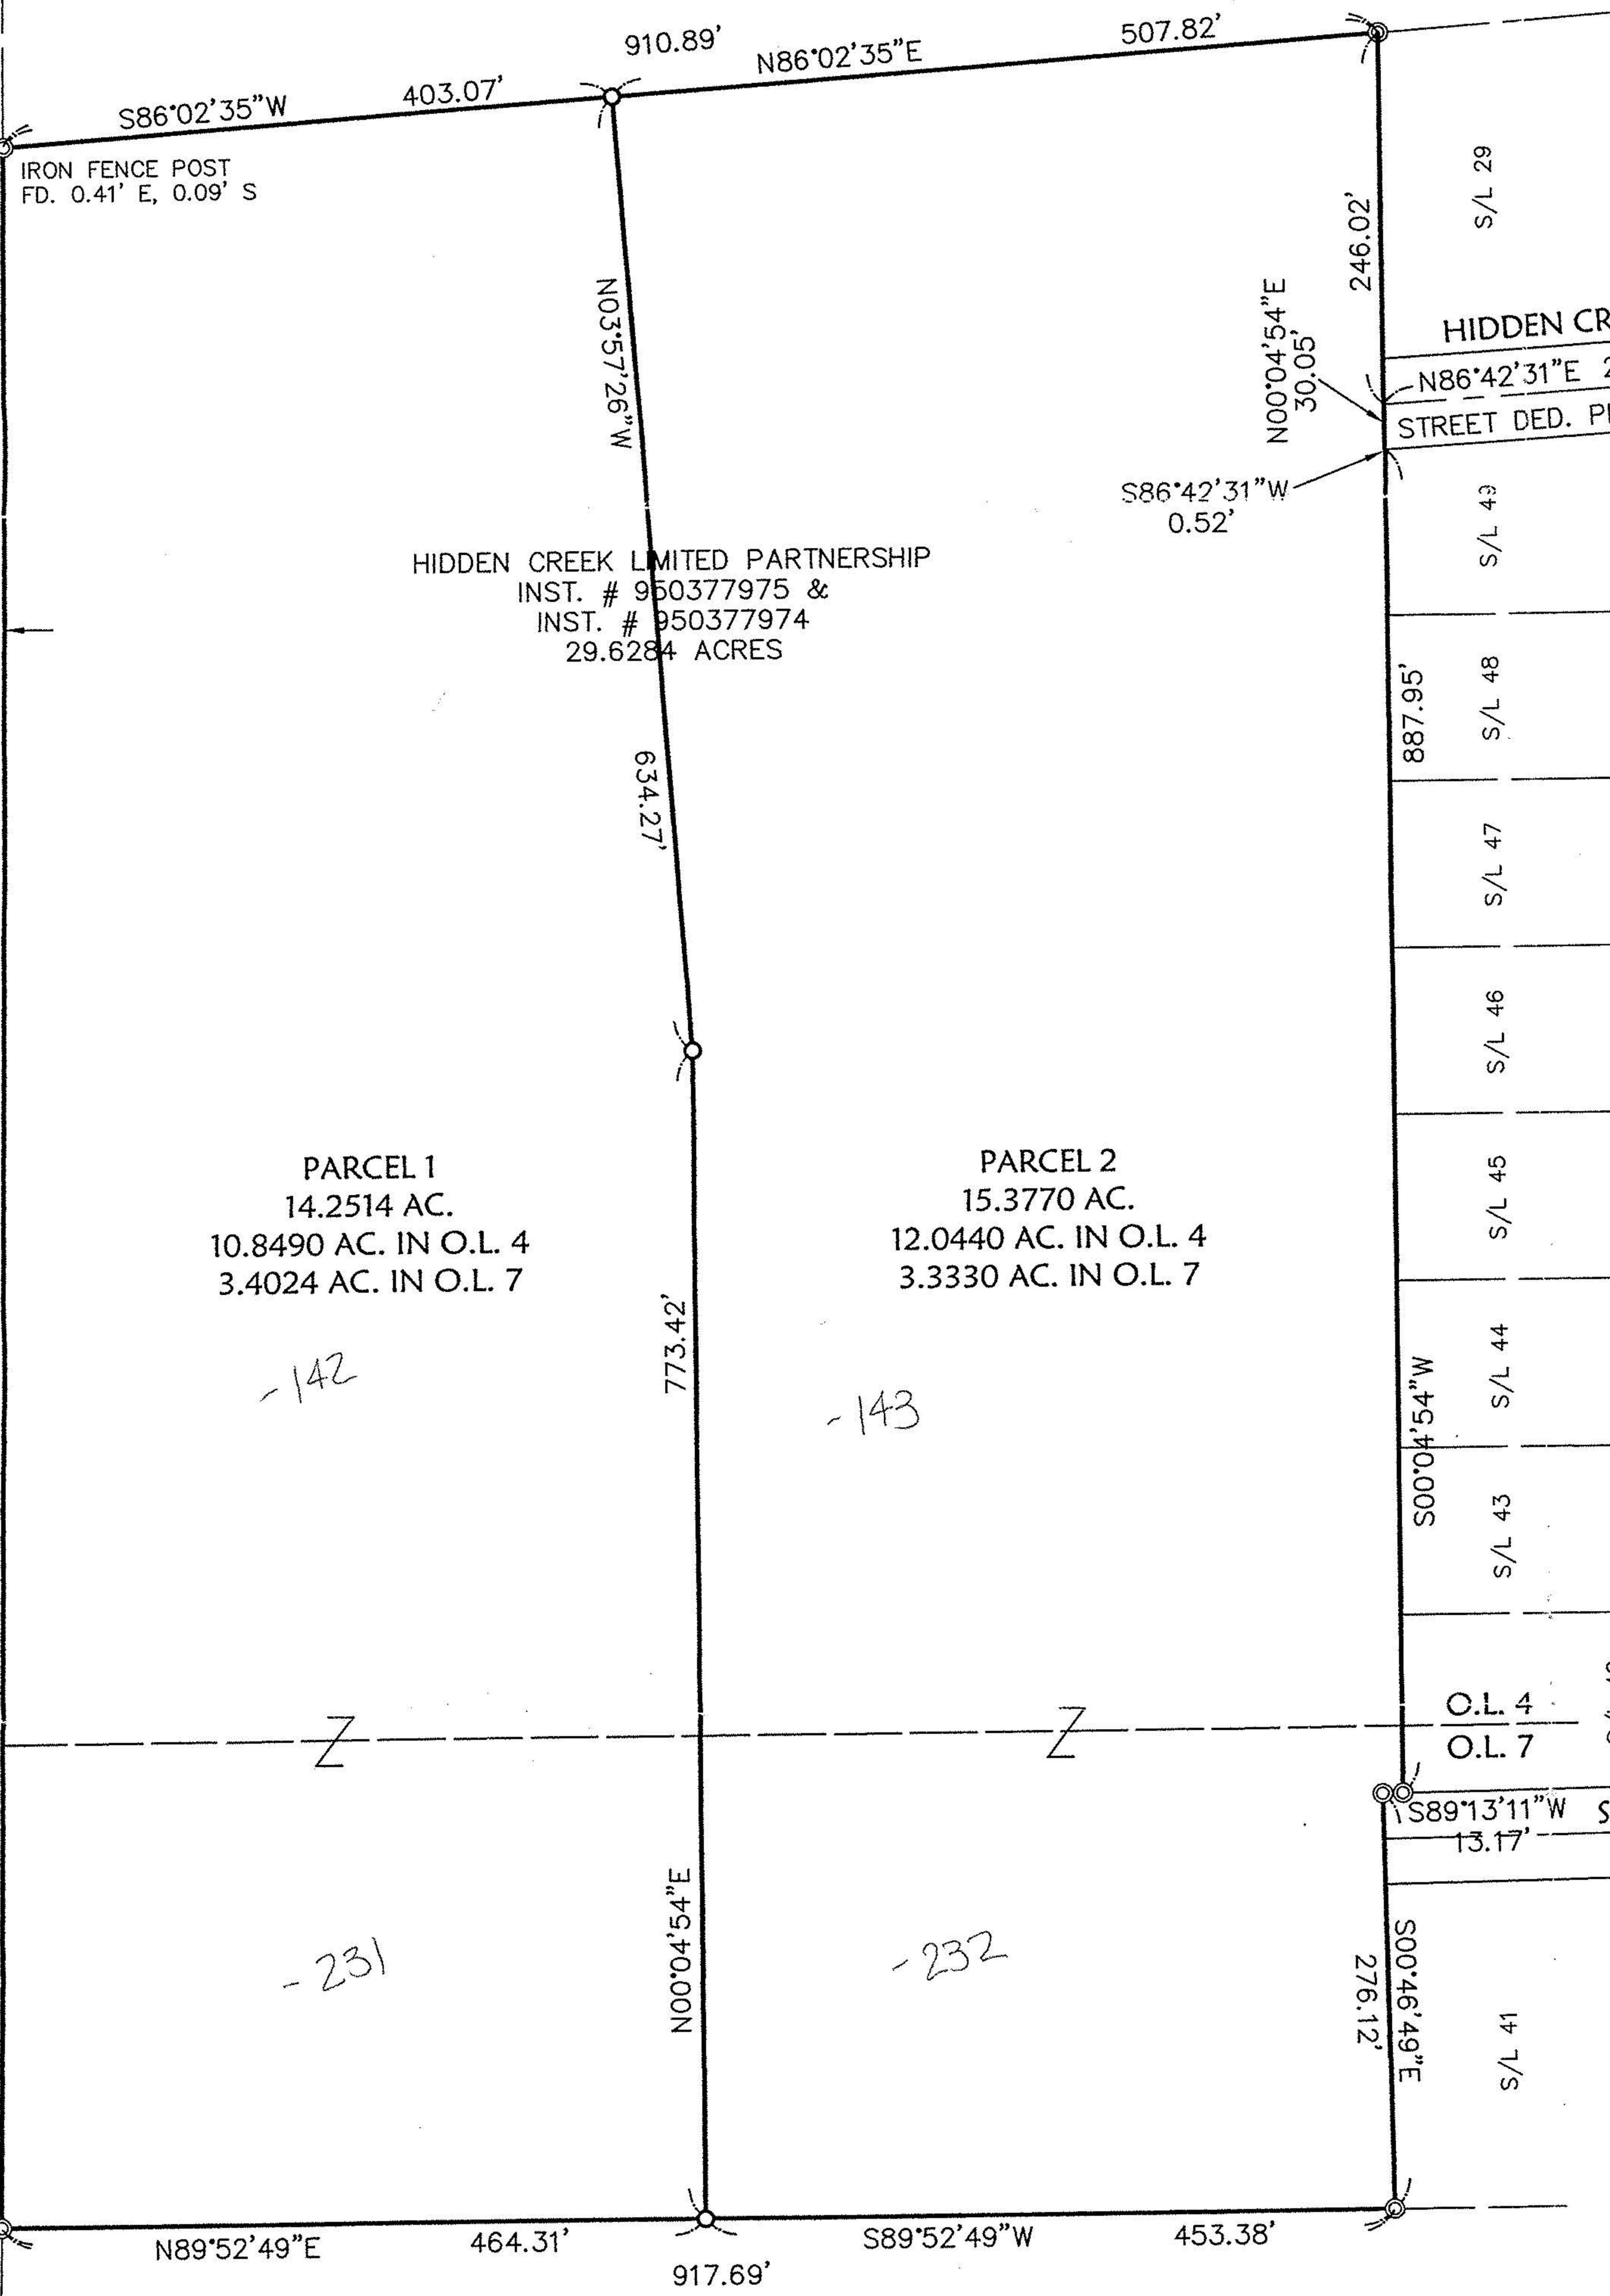 910.89'
507.82'
N86°02'35"E
403.07'
S86°02'35"W
IRON FENCE POST
FD. 0.41' E, 0.09' S
S/L 29
246.02'
N03°57'26"W
N00°04'54"E
30.05'
HIDDEN CR
N86°42'31"E 2
STREET DED.
S86°42'31"W
0.52'
S/L 49
HIDDEN CREEK LIMITED PARTNERSHIP
INST. # 950377975 &
INST. # 950377974
29.6284 ACRES
887.95'
S/L 48
634.27'
S/L 47
S/L 46
PARCEL 1
14.2514 AC.
10.8490 AC. IN O.L. 4
3.4024 AC. IN O.L. 7
PARCEL 2
15.3770 AC.
12.0440 AC. IN O.L. 4
3.3330 AC. IN O.L. 7
S/L 45
773.42'
-142
-143
S00°04'54"W
S/L 44
S/L 43
Z
Z
O.L. 4
O.L. 7
S89°13'11"W S
13.17'
N00°04'54"E
-231
-232
S00°46'49"E
276.12'
S/L 41
N89°52'49"E
464.31'
S89°52'49"W
453.38'
917.69'